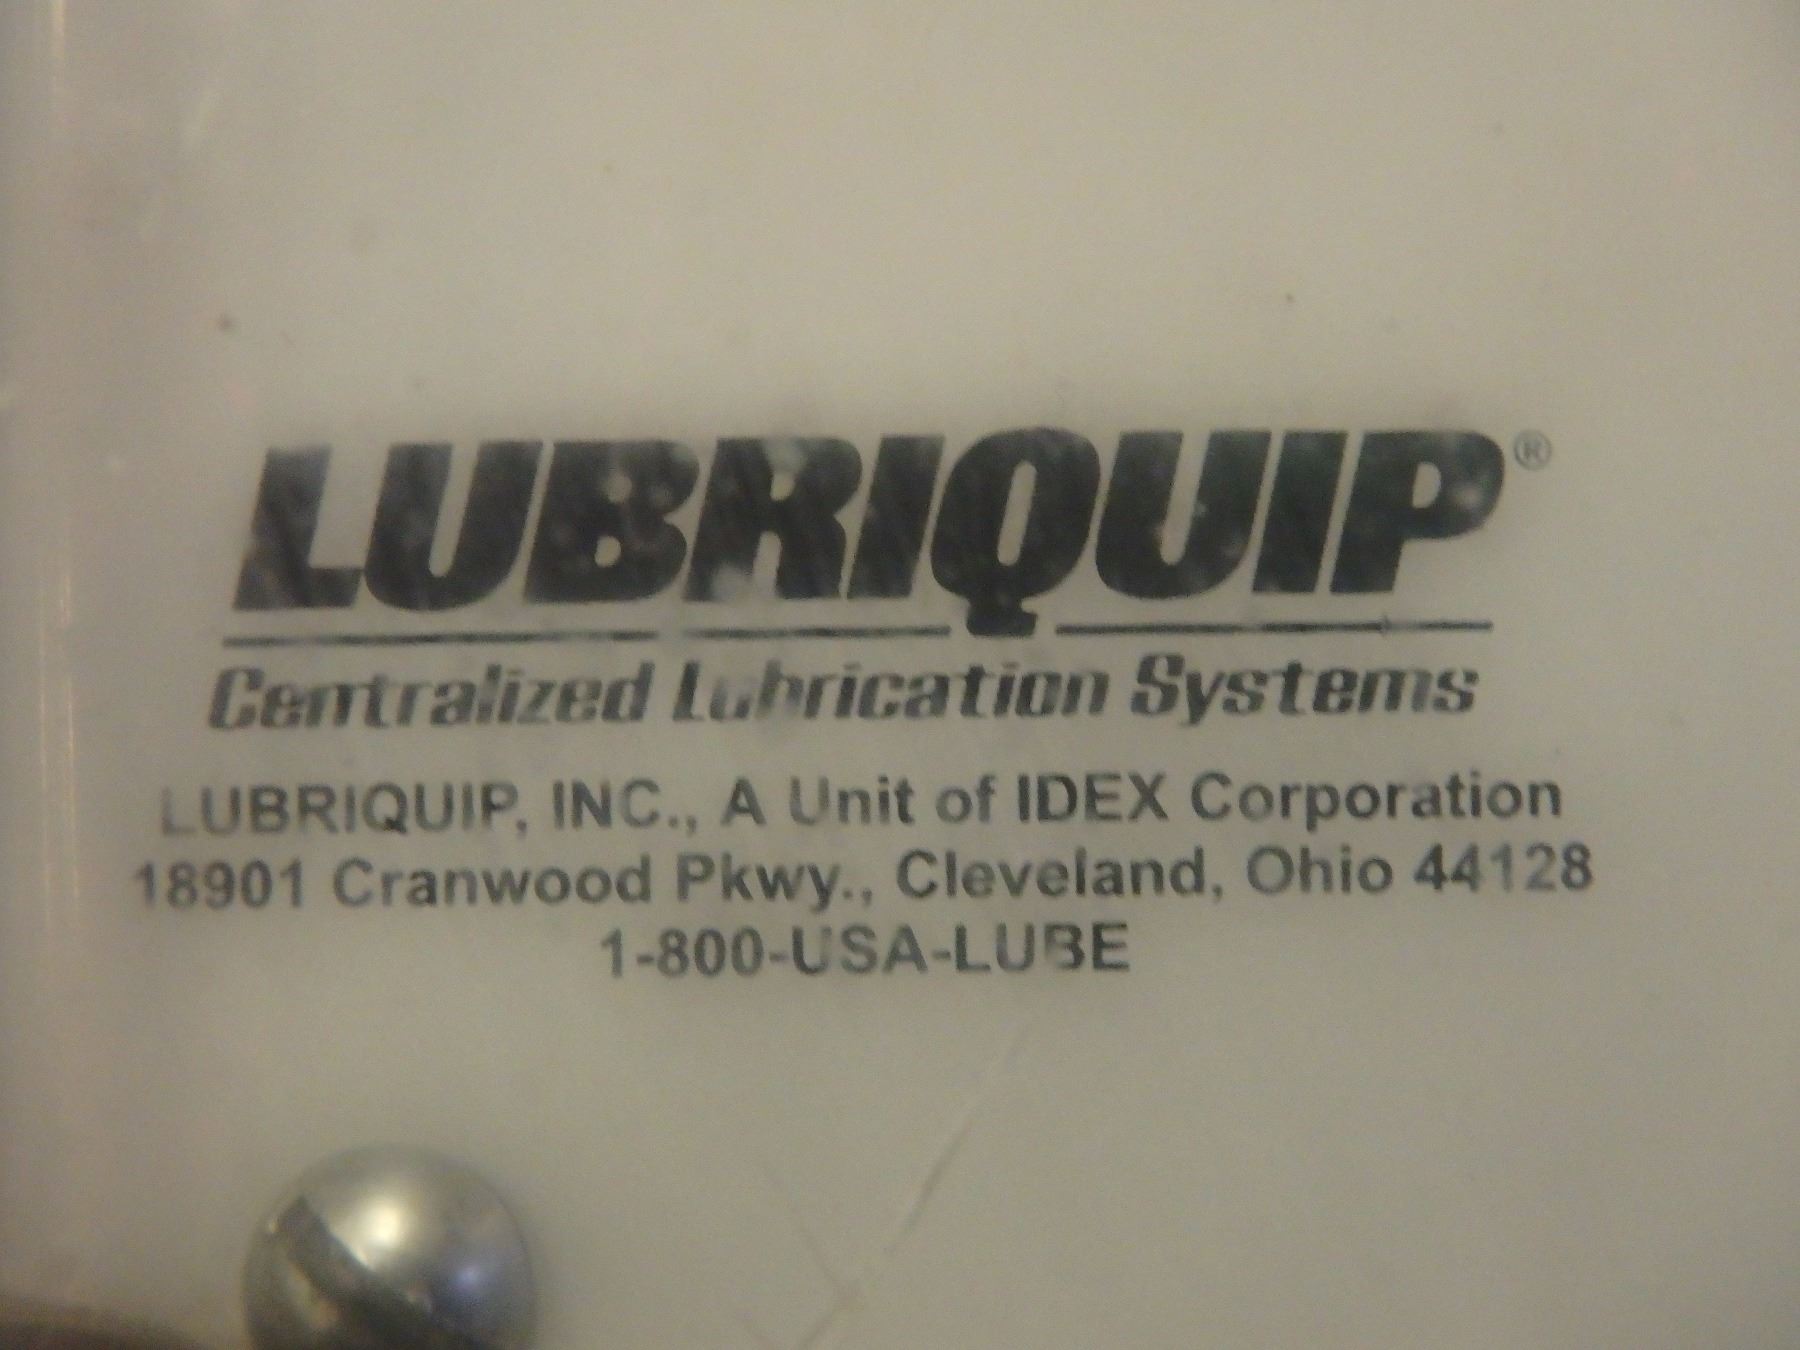 LUBRIQUIP®
Centralized Lubrication Systems
LUBRIQUIP, INC., A Unit of IDEX Corporation
18901 Cranwood Pkwy., Cleveland, Ohio 44128
1-800-USA-LUBE